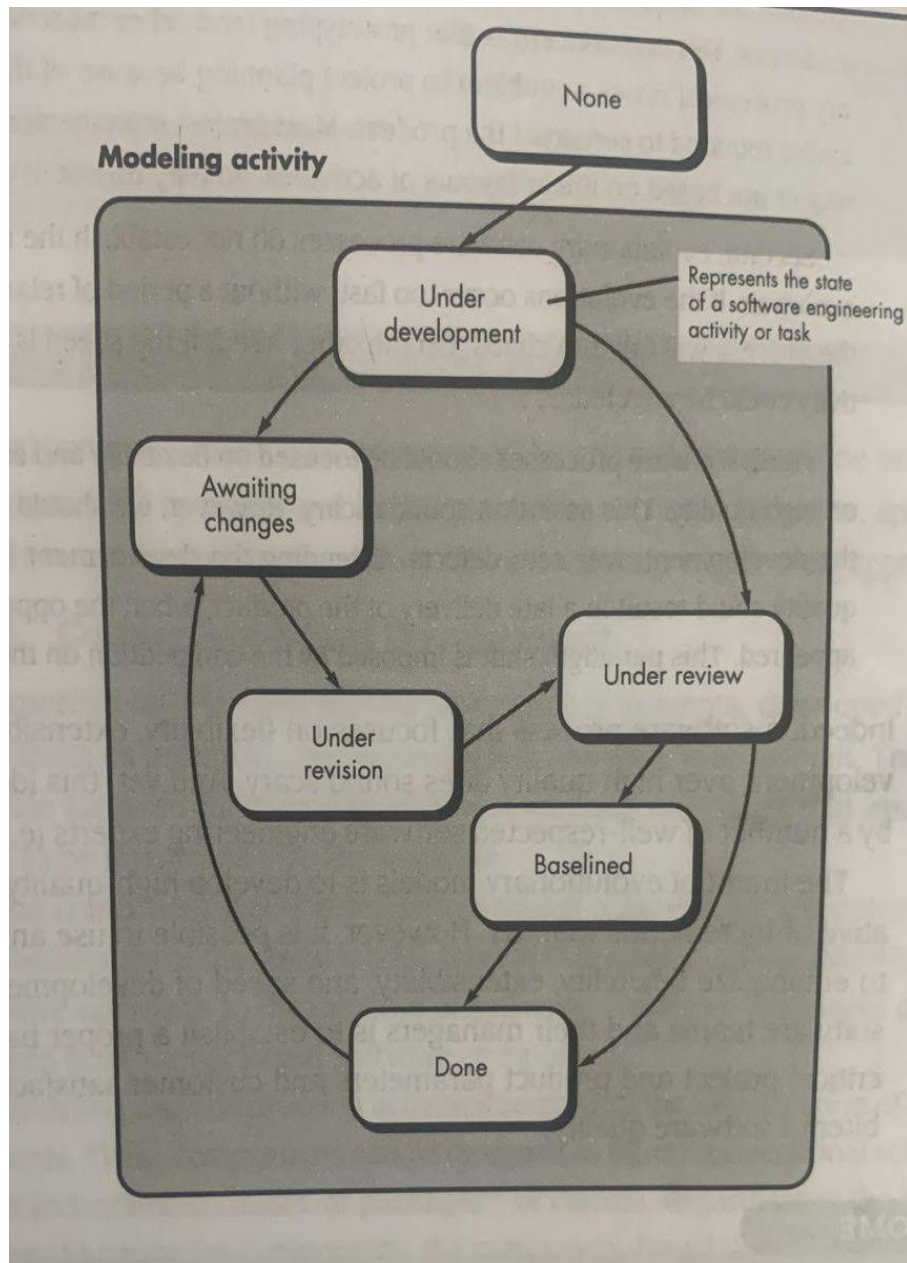 None
Modeling activity
Under
development
Represents the state
of a software engineering
activity or task
Awaiting
changes
Under review
Under
revision
Baselined
Done